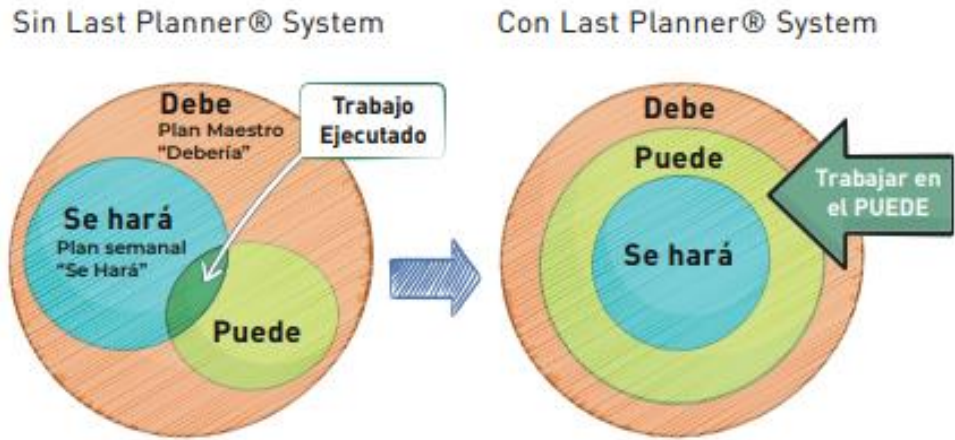 Sin Last Planner® System
Con Last Planner® System
Debe
Plan Maestro
“Debería”
Trabajo
Ejecutado
Se hará
Plan semanal
“Se Hará”
Puede
Debe
Puede
Se hará
Trabajar en
el PUEDE